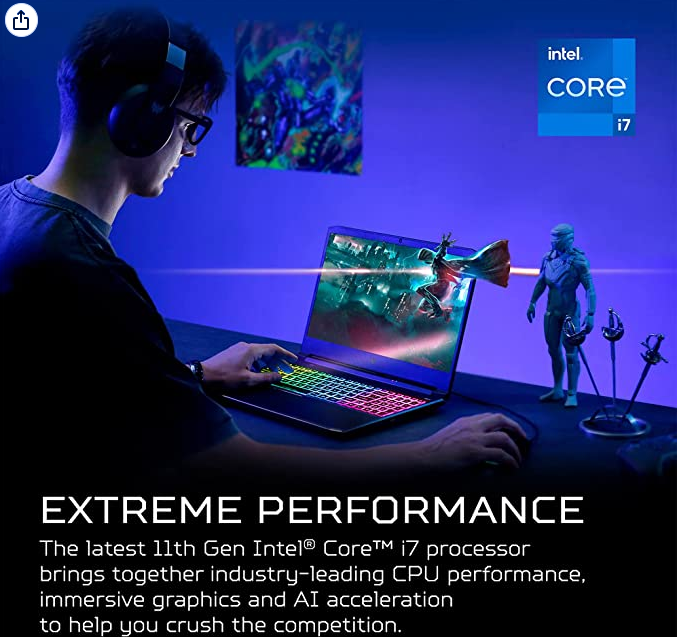 intel.
CORE™
i7
EXTREME PERFORMANCE
The latest 11th Gen Intel® Core™ i7 processor
brings together industry-leading CPU performance,
immersive graphics and AI acceleration
to help you crush the competition.